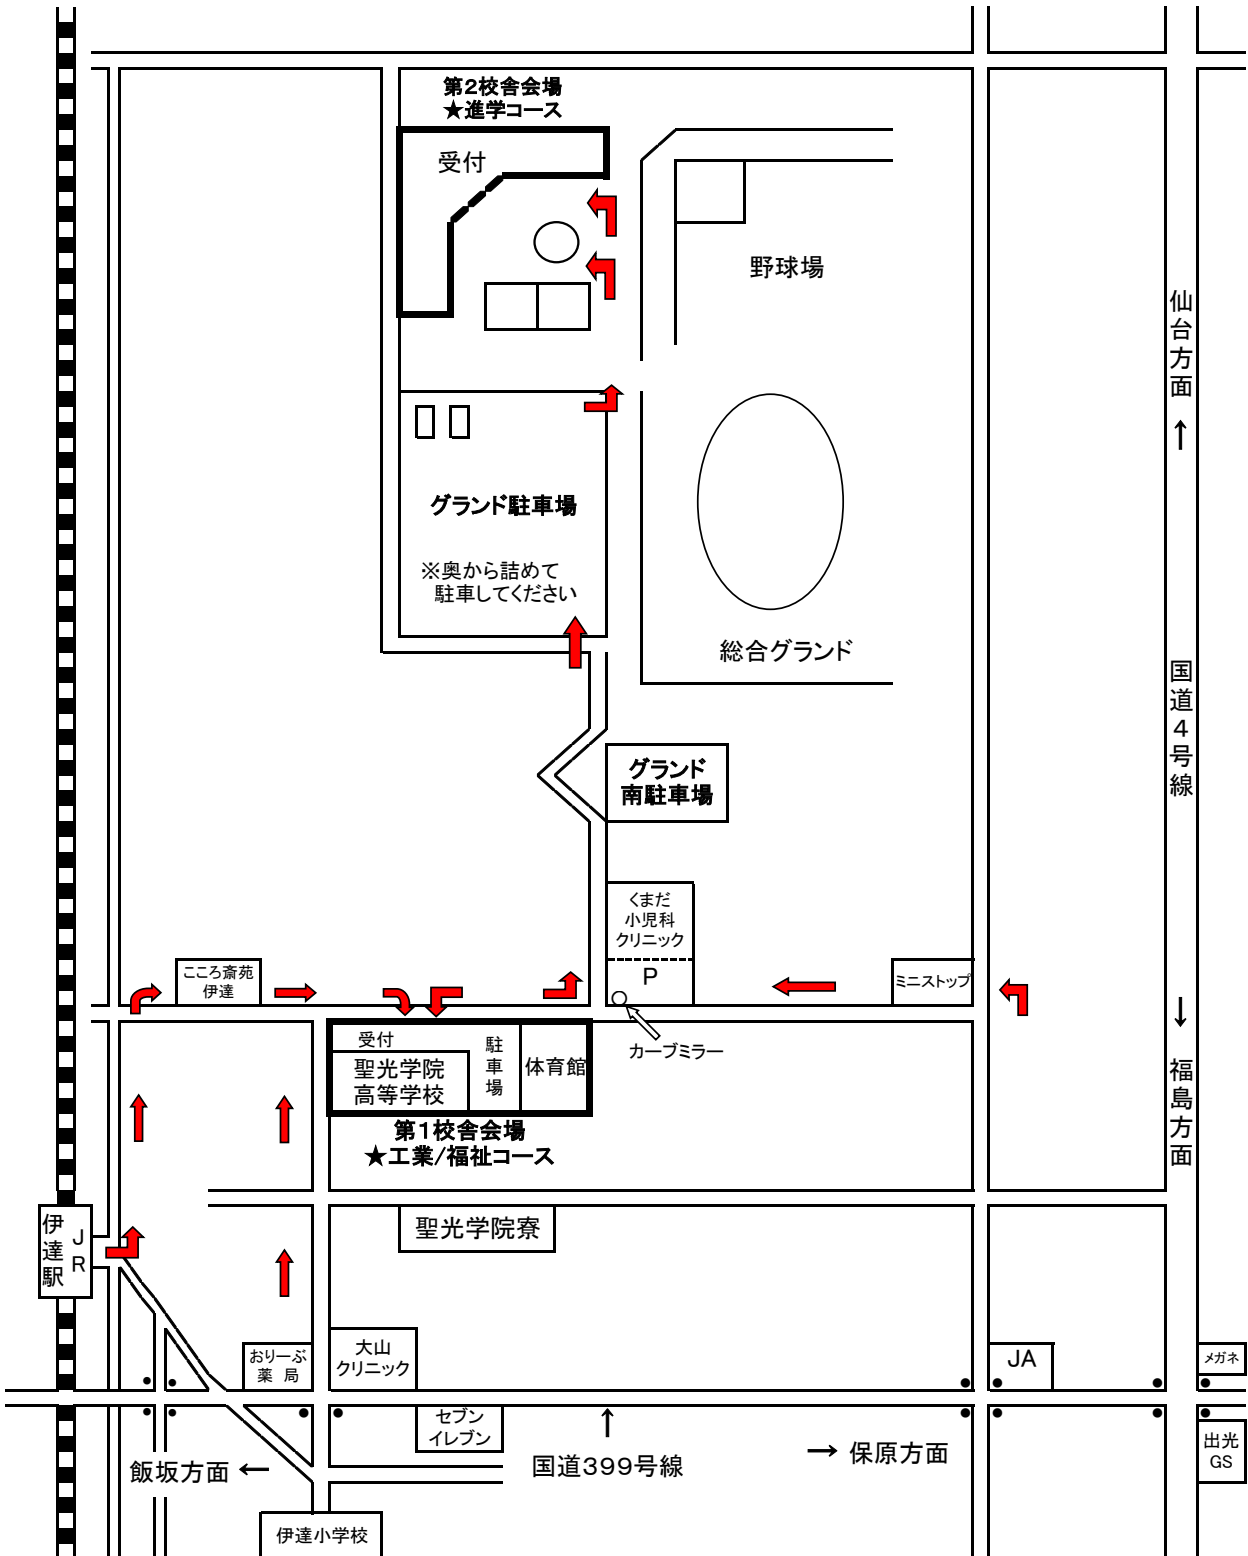 第2校舎会場
★進学コース
受付
野球場
仙台方面
↑
グランド駐車場
※奥から詰めて
駐車してください
総合グランド
国道4号線
グランド
南駐車場
くまだ
小児科
クリニック
P
こころ斎苑
伊達
ミニストップ
カーブミラー
受付
聖光学院
高等学校
駐車場
体育館
↓
福島方面
第1校舎会場
★工業/福祉コース
聖光学院寮
JR
伊達駅
おりーぶ
薬 局
大山
クリニック
JA
メガネ
セブン
イレブン
↑
国道399号線
→ 保原方面
飯坂方面 ←
出光
GS
伊達小学校